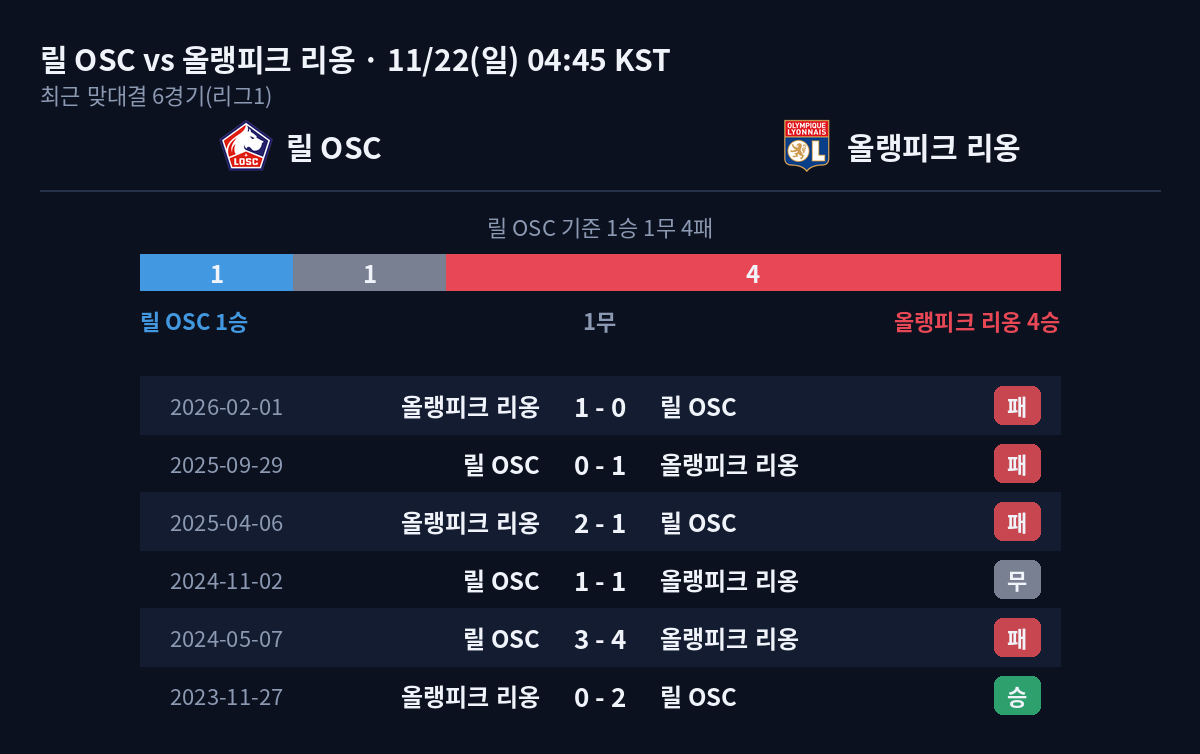 릴 OSC vs 올랭피크 리옹 · 11/22(일) 04:45 KST
최근 맞대결 6경기(리그1)
LOSC 릴 OSC
OLYMPIQUE LYONNAIS OL 올랭피크 리옹
릴 OSC 기준 1승 1무 4패
1 1 4
릴 OSC 1승 1무 올랭피크 리옹 4승
2026-02-01 올랭피크 리옹 1 - 0 릴 OSC 패
2025-09-29 릴 OSC 0 - 1 올랭피크 리옹 패
2025-04-06 올랭피크 리옹 2 - 1 릴 OSC 패
2024-11-02 릴 OSC 1 - 1 올랭피크 리옹 무
2024-05-07 릴 OSC 3 - 4 올랭피크 리옹 패
2023-11-27 올랭피크 리옹 0 - 2 릴 OSC 승